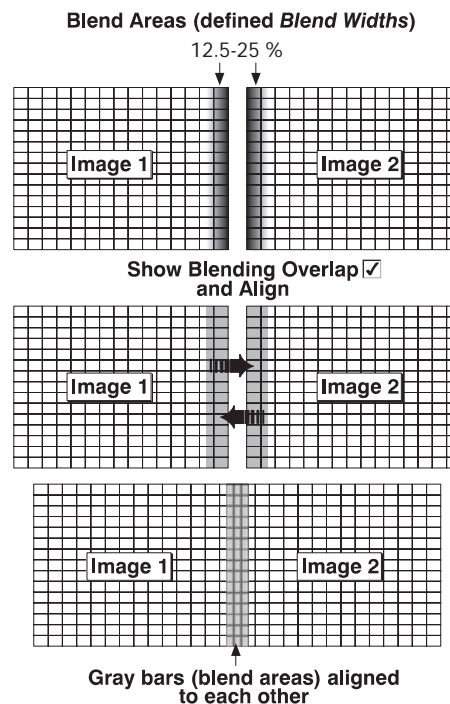 Blend Areas (defined Blend Widths)
12.5-25 %
Image 1
Image 2
Show Blending Overlap
and Align
Image 1
Image 2
Image 1
Image 2
Gray bars (blend areas) aligned
to each other